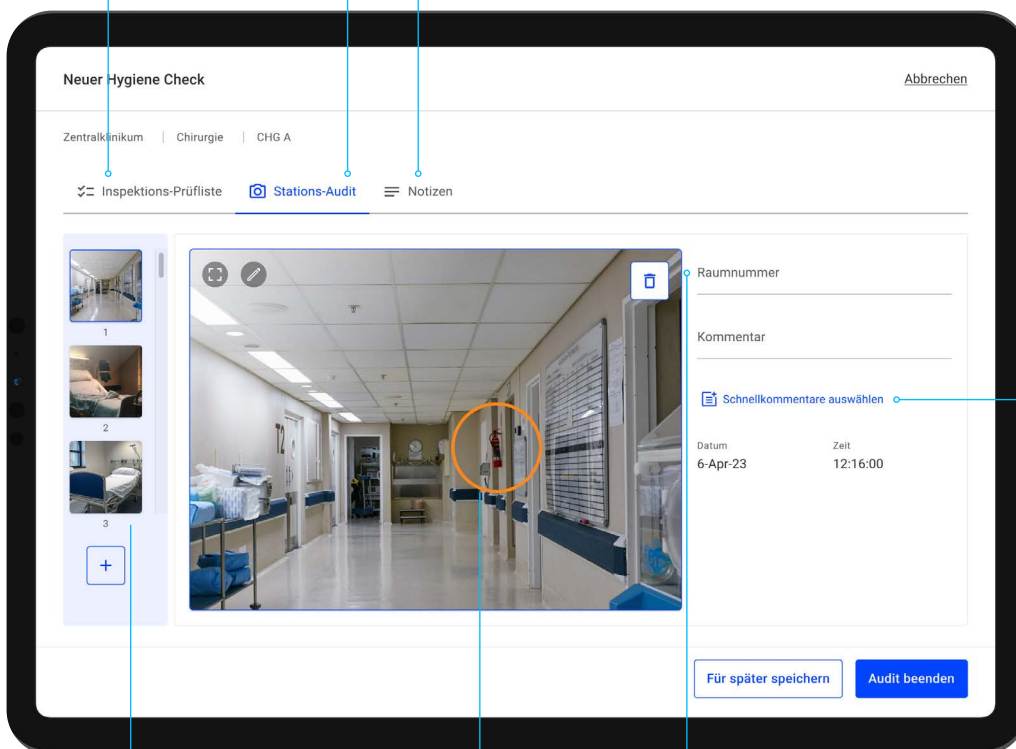 Neuer Hygiene Check
Abbrechen
Zentralklinikum | Chirurgie | CHG A
Inspektions-Prüfliste
Stations-Audit
Notizen
1
2
3
+
T2
Raumnummer
Kommentar
Schnellkommentare auswählen
Datum
Zeit
6-Apr-23
12:16:00
Für später speichern
Audit beenden